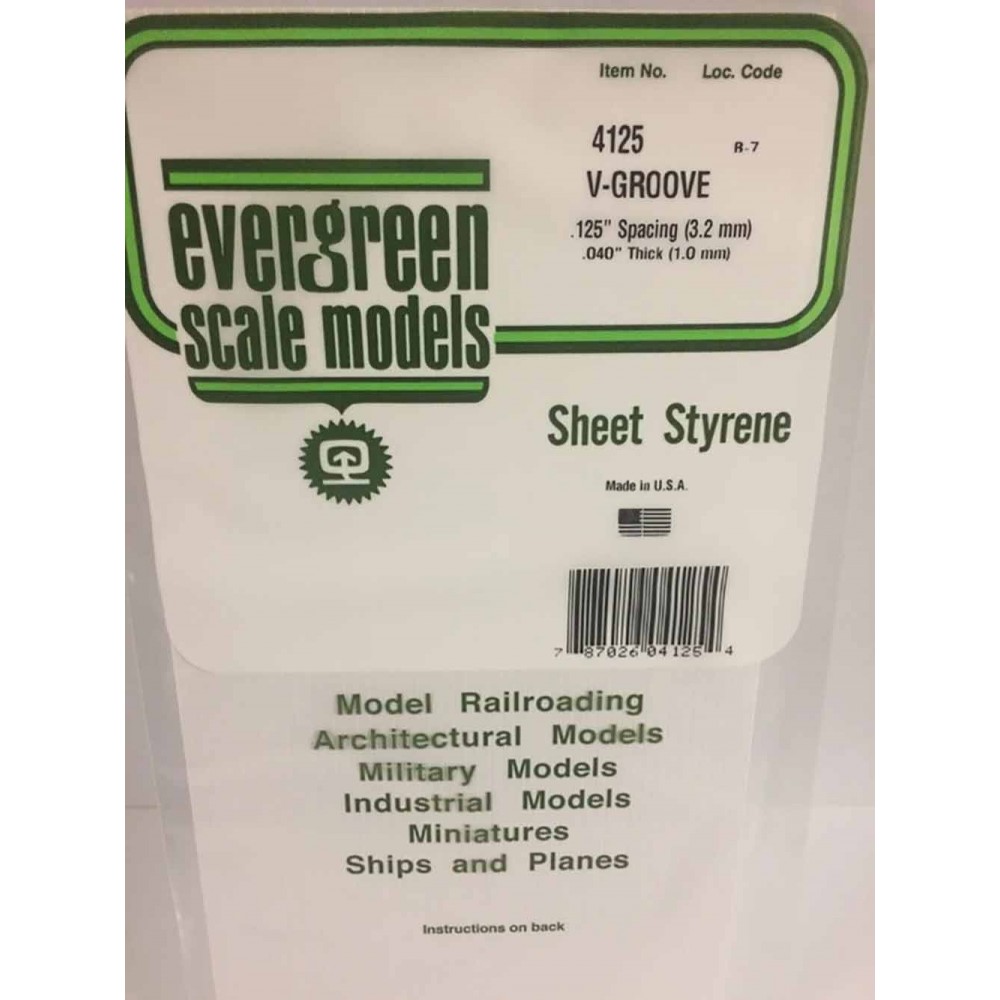 Item No. Loc. Code
4125 R-7
V-GROOVE
.125" Spacing (3.2 mm)
.040" Thick (1.0 mm)
evergreen
scale models
Sheet Styrene
Made in U.S.A.
7 87026 04125 4
Model Railroading
Architectural Models
Military Models
Industrial Models
Miniatures
Ships and Planes
Instructions on back